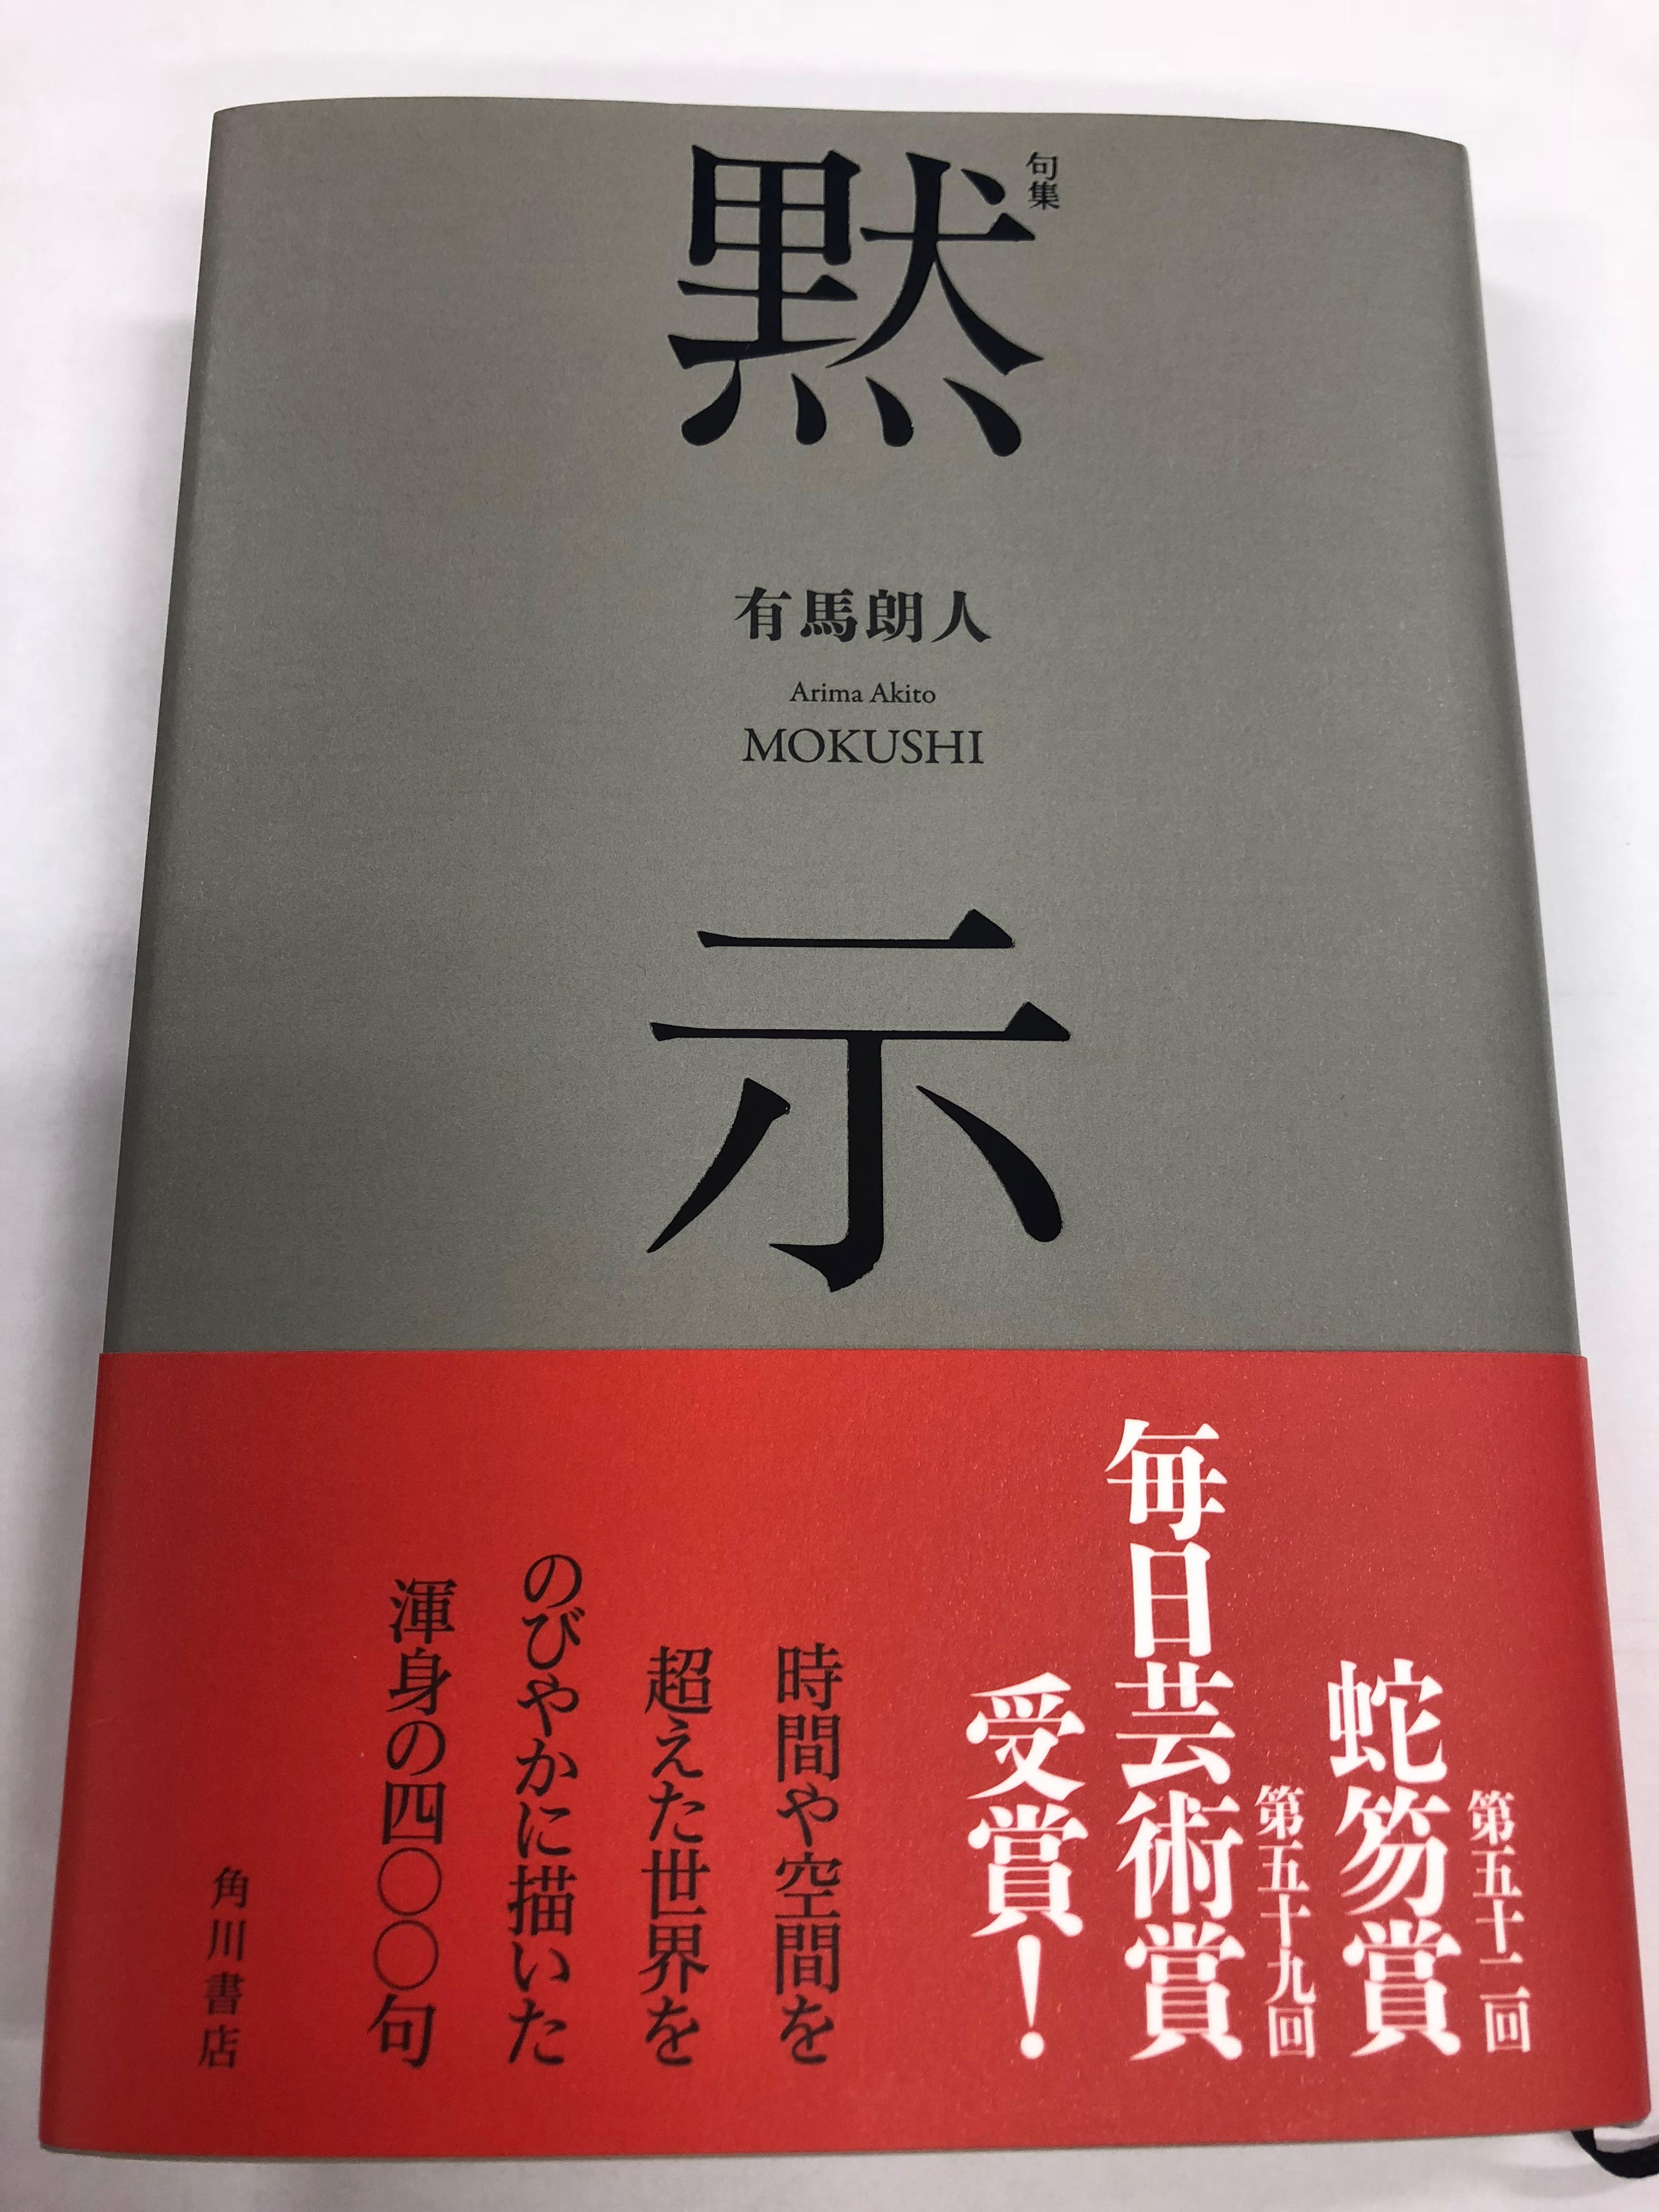 句集
黙示
有馬朗人
Arima Akito
MOKUSHI
第五十二回
蛇笏賞
第五十九回
毎日芸術賞
受賞!
時間や空間を
超えた世界を
のびやかに描いた
渾身の四〇〇句
角川書店